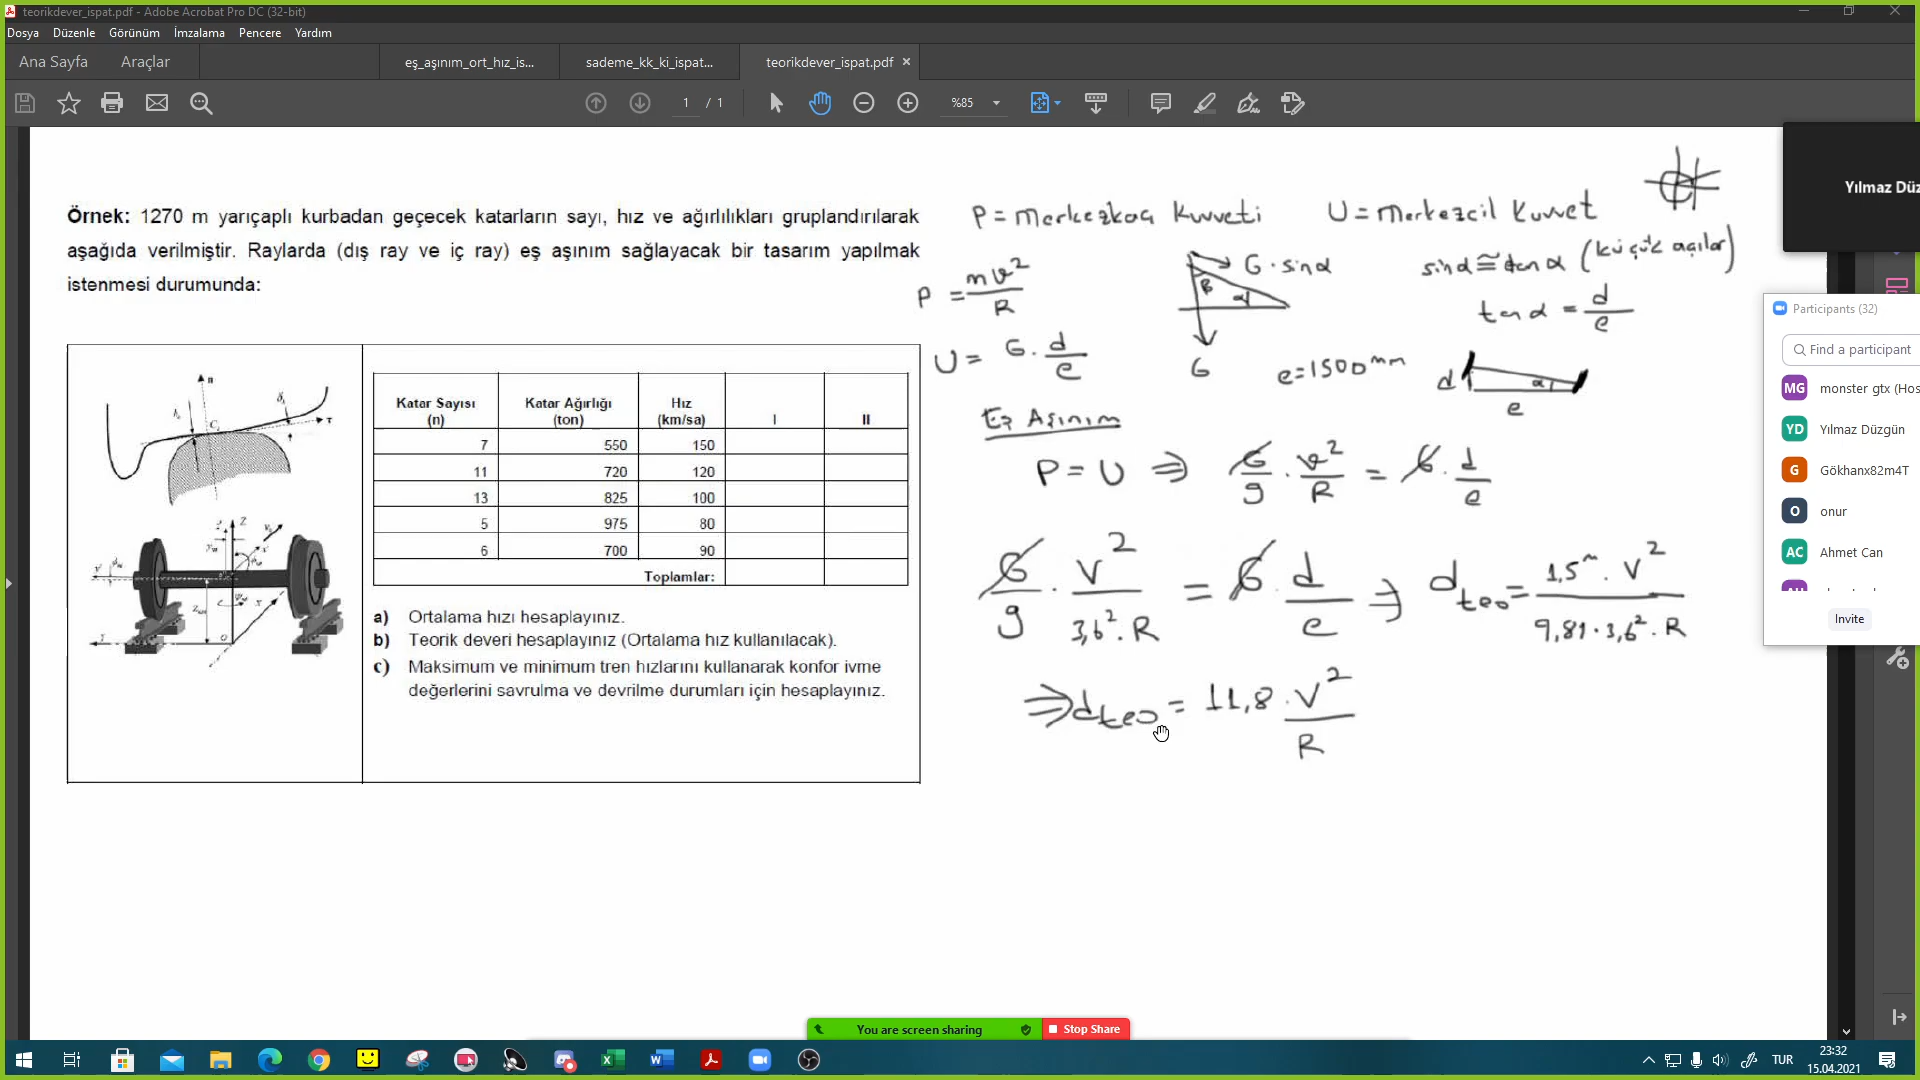 teorikdever_ispat.pdf - Adobe Acrobat Pro DC (32-bit)
Dosya Düzenle Görünüm İmzalama Pencere Yardım
Ana Sayfa Araçlar eş_aşınım_ort_hız_is... sademe_kk_ki_ispat... teorikdever_ispat.pdf ×
1 / 1 %85
Örnek: 1270 m yarıçaplı kurbadan geçecek katarların sayı, hız ve ağırlılıkları gruplandırılarak
aşağıda verilmiştir. Raylarda (dış ray ve iç ray) eş aşınım sağlayacak bir tasarım yapılmak
istenmesi durumunda:
Katar Sayısı (n) Katar Ağırlığı (ton) Hız (km/sa) I II
7 550 150
11 720 120
13 825 100
5 975 80
6 700 90
Toplamlar:
a) Ortalama hızı hesaplayınız.
b) Teorik deveri hesaplayınız (Ortalama hız kullanılacak).
c) Maksimum ve minimum tren hızlarını kullanarak konfor ivme
değerlerini savrulma ve devrilme durumları için hesaplayınız.
P = Merkezkaç Kuvveti U = Merkezcil Kuvvet
P = mv²/R G·sinα sinα ≅ tanα (küçük açılar)
β α tanα = d/e
U = G·d/e G e=1500mm d α e
Eş Aşınım
P = U ⇒ G/g · v²/R = G · d/e
G/g · V²/3,6²·R = G · d/e ⇒ dteo = 1,5m·V²/9,81·3,6²·R
⇒ dteo = 11,8 · V²/R
Yılmaz Düz
Participants (32)
Find a participant
MG monster gtx (Hos
YD Yılmaz Düzgün
G Gökhanx82m4T
O onur
AC Ahmet Can
Invite
You are screen sharing Stop Share
TUR 23:32
15.04.2021